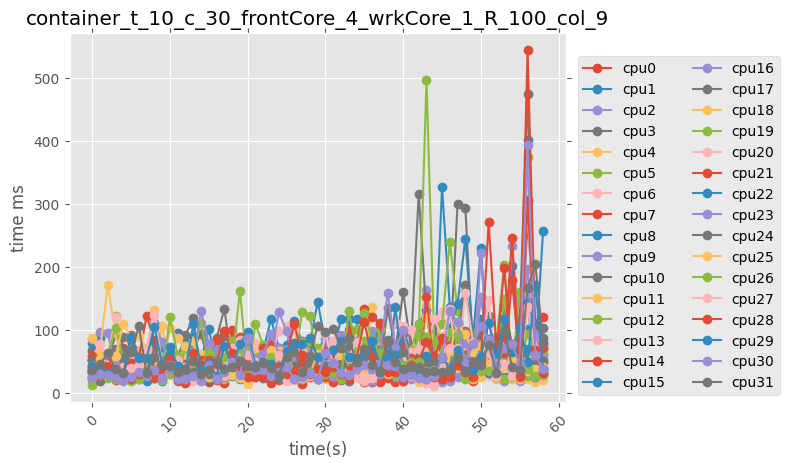 container_t_10_c_30_frontCore_4_wrkCore_1_R_100_col_9
time ms
500
400
300
200
100
0
0
10
20
30
40
50
60
time(s)
cpu0
cpu1
cpu2
cpu3
cpu4
cpu5
cpu6
cpu7
cpu8
cpu9
cpu10
cpu11
cpu12
cpu13
cpu14
cpu15
cpu16
cpu17
cpu18
cpu19
cpu20
cpu21
cpu22
cpu23
cpu24
cpu25
cpu26
cpu27
cpu28
cpu29
cpu30
cpu31